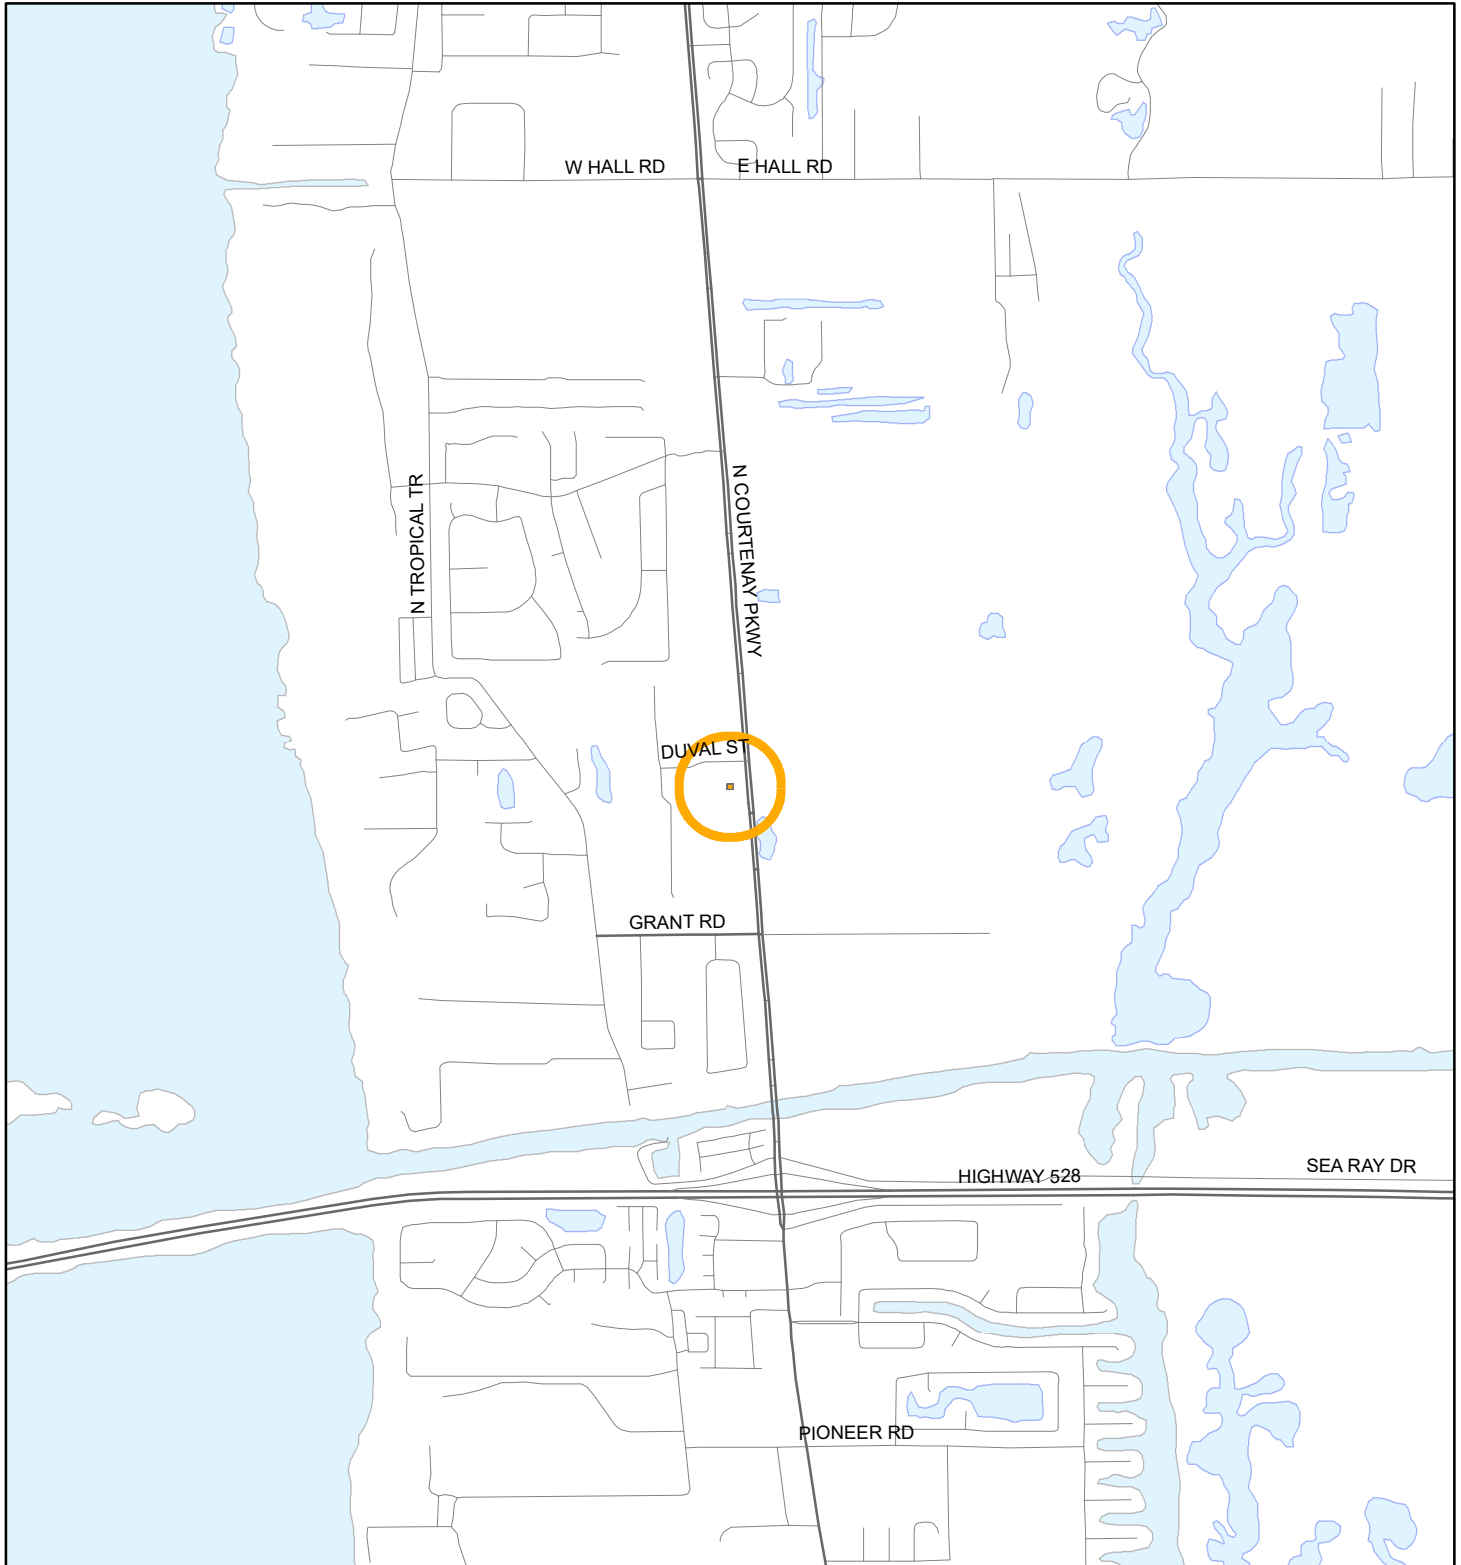 W HALL RD
E HALL RD
N TROPICAL TR
N COURTENAY PKWY
DUVAL ST
GRANT RD
HIGHWAY 528
SEA RAY DR
PIONEER RD